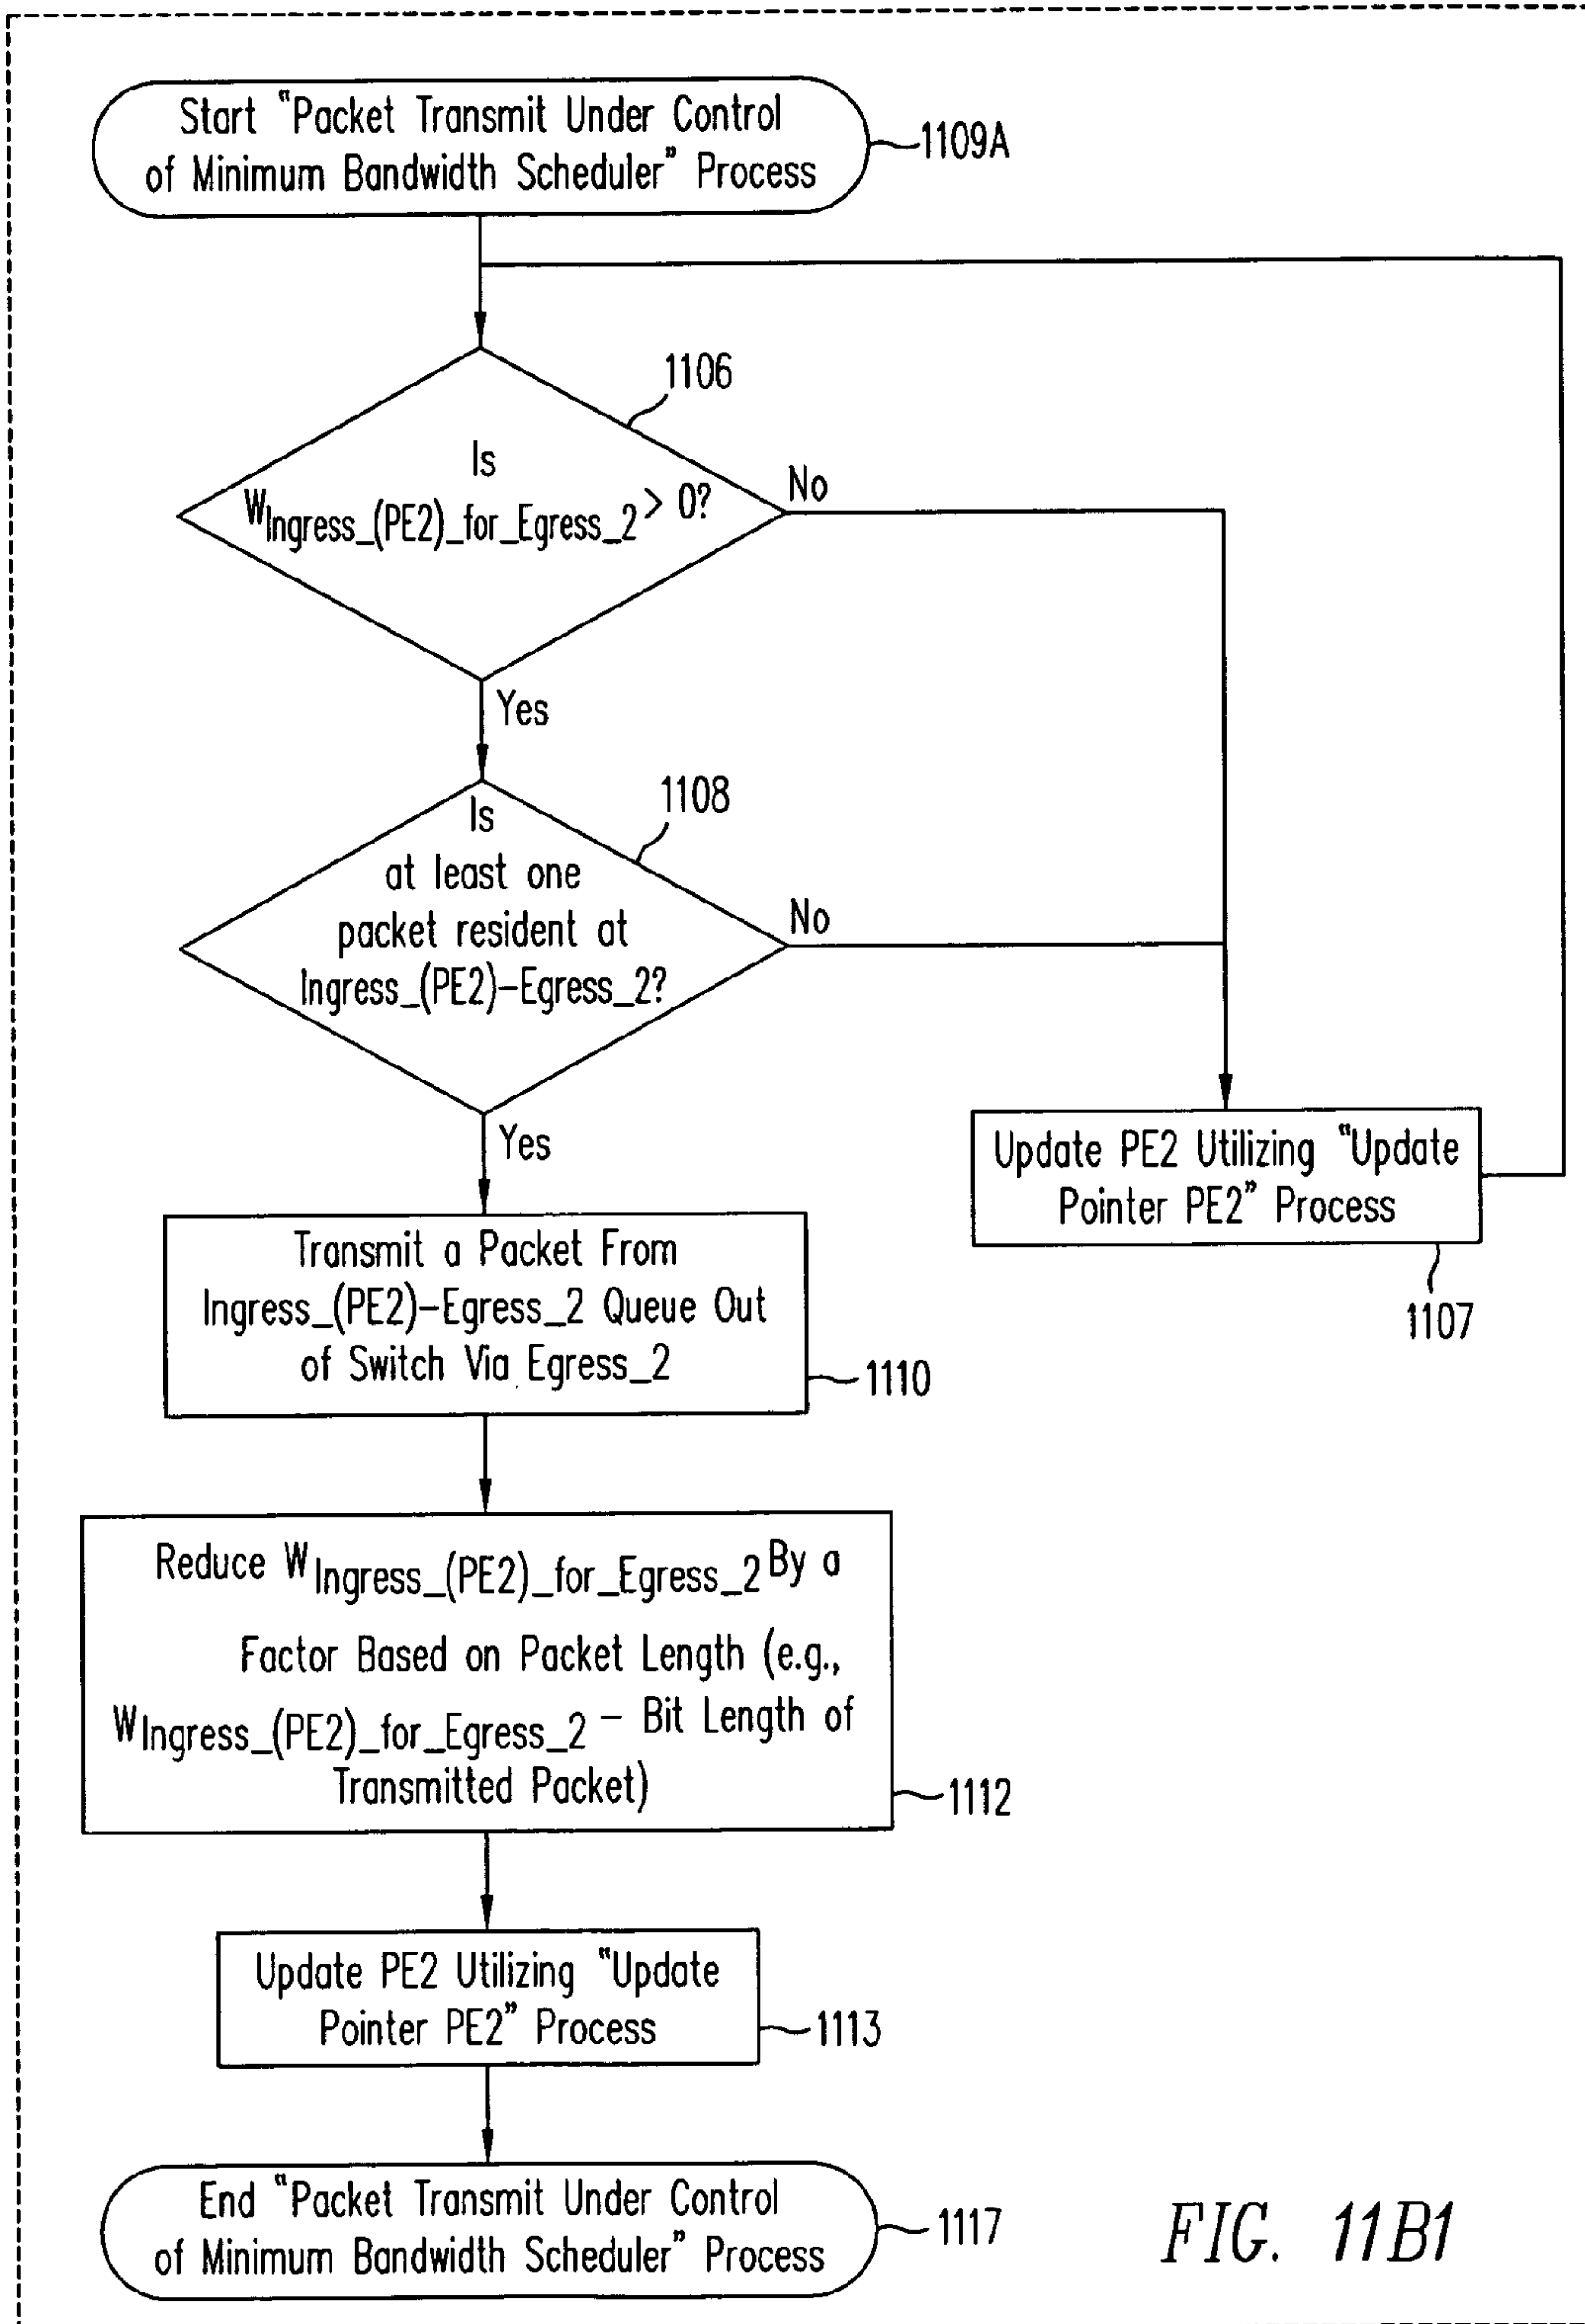 Start "Packet Transmit Under Control
of Minimum Bandwidth Scheduler" Process
1109A
1106
Is
WIngress_(PE2)_for_Egress_2 > 0?
No
Yes
1108
Is
at least one
packet resident at
Ingress_(PE2)-Egress_2?
No
Yes
Update PE2 Utilizing "Update
Pointer PE2" Process
1107
Transmit a Packet From
Ingress_(PE2)-Egress_2 Queue Out
of Switch Via Egress_2
1110
Reduce WIngress_(PE2)_for_Egress_2 By a
Factor Based on Packet Length (e.g.,
WIngress_(PE2)_for_Egress_2 - Bit Length of
Transmitted Packet)
1112
Update PE2 Utilizing "Update
Pointer PE2" Process
1113
End "Packet Transmit Under Control
of Minimum Bandwidth Scheduler" Process
1117
FIG. 11B1